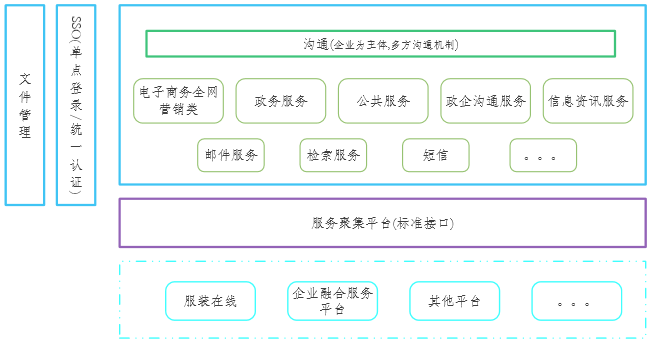 文件管理
SSO(单点登录/统一认证)
沟通(企业为主体,多方沟通机制)
电子商务全网
营销类
政务服务
公共服务
政企沟通服务
信息资讯服务
邮件服务
检索服务
短信
。。。
服务聚集平台(标准接口)
服装在线
企业融合服务
平台
其他平台
。。。